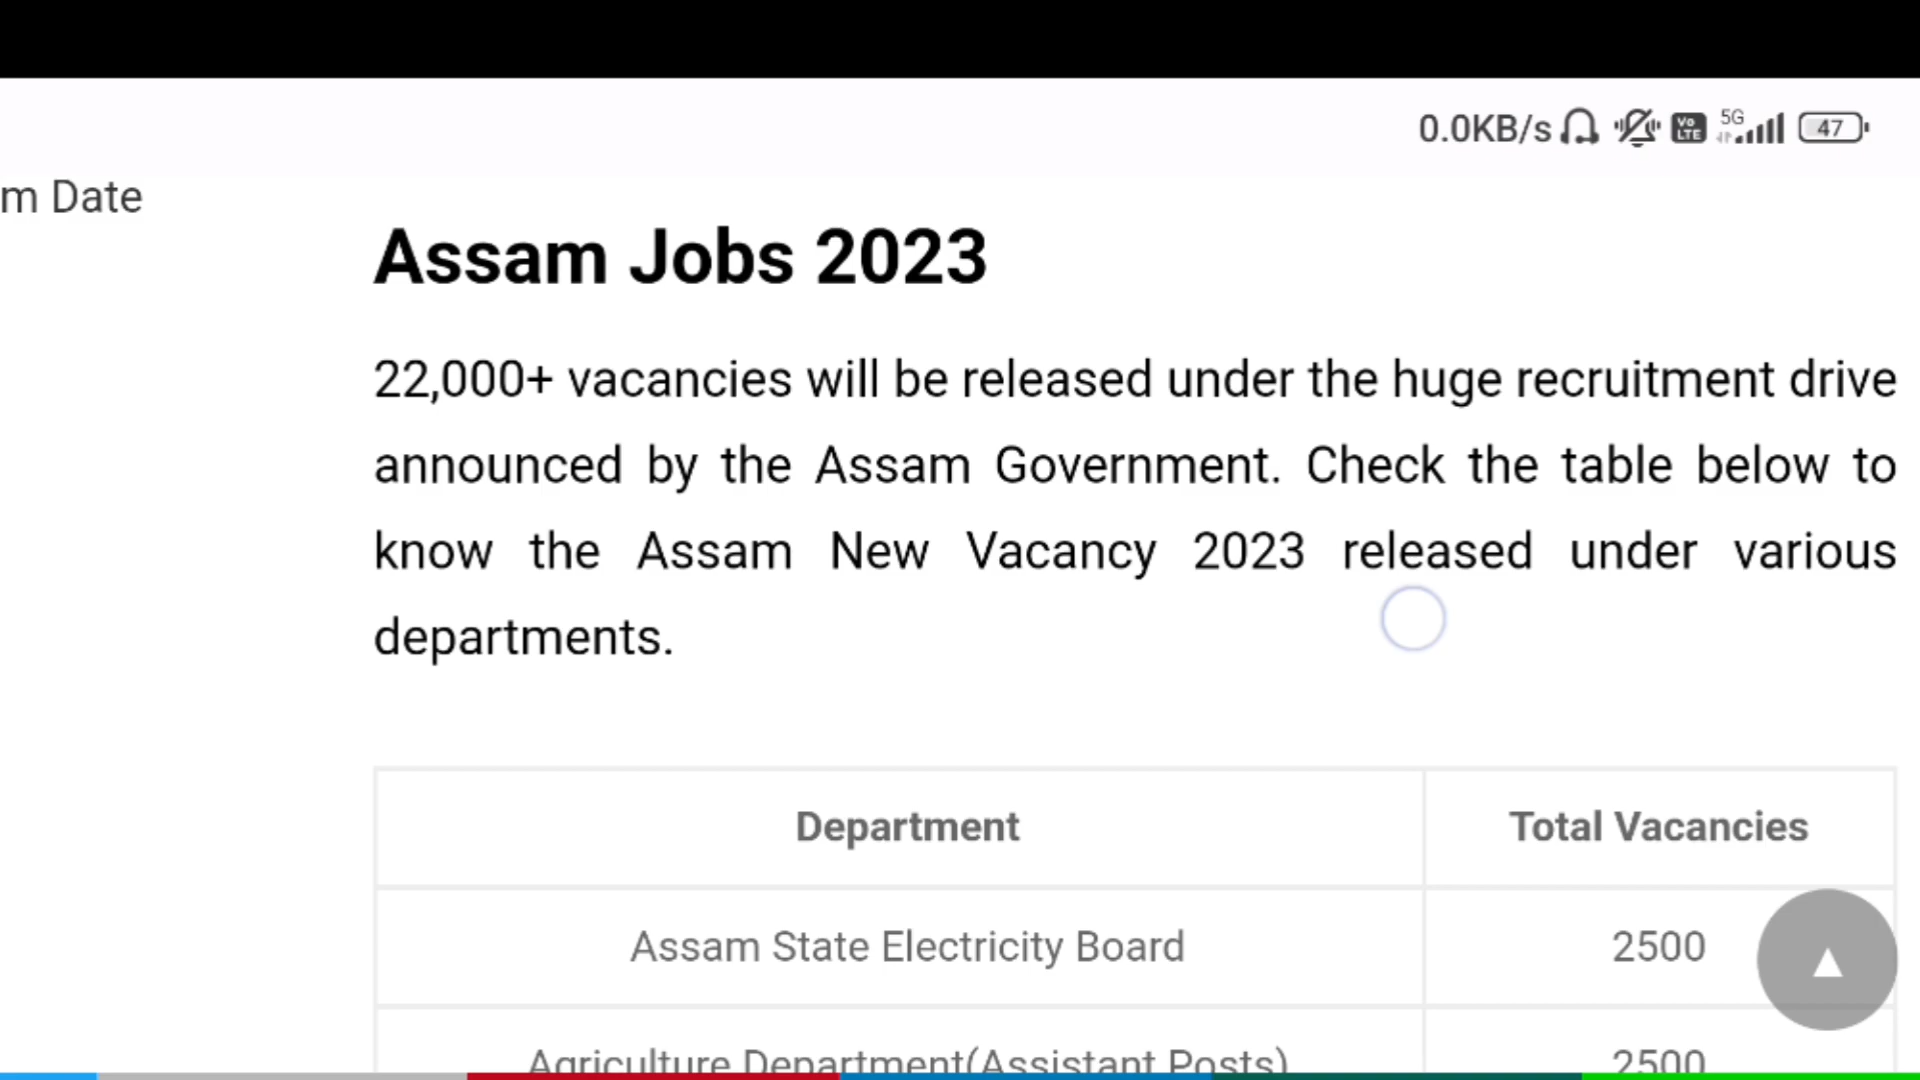 0.0KB/s Vo LTE 5G 47
m Date
Assam Jobs 2023
22,000+ vacancies will be released under the huge recruitment drive
announced by the Assam Government. Check the table below to
know the Assam New Vacancy 2023 released under various
departments.
Department Total Vacancies
Assam State Electricity Board 2500
Agriculture Department(Assistant Posts) 2500